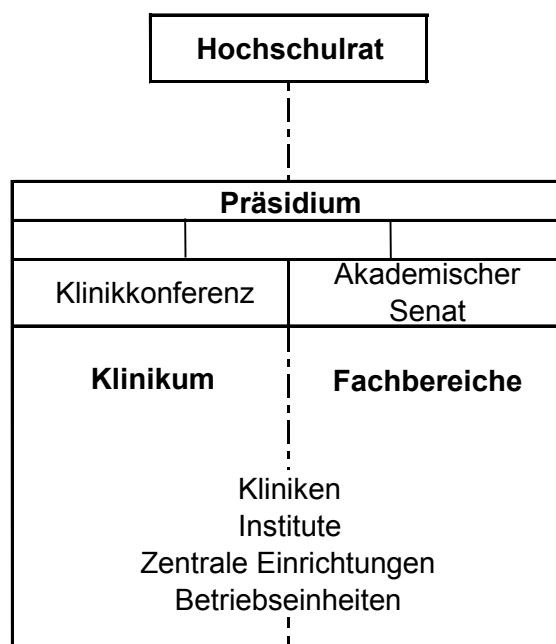 Hochschulrat
Präsidium
Klinikkonferenz
Akademischer
Senat
Klinikum
Fachbereiche
Kliniken
Institute
Zentrale Einrichtungen
Betriebseinheiten